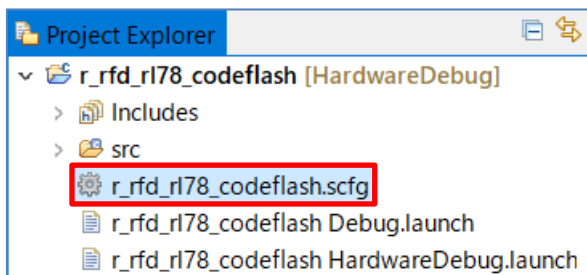 Project Explorer
r_rfd_rl78_codeflash [HardwareDebug]
Includes
src
r_rfd_rl78_codeflash.scfg
r_rfd_rl78_codeflash Debug.launch
r_rfd_rl78_codeflash HardwareDebug.launch